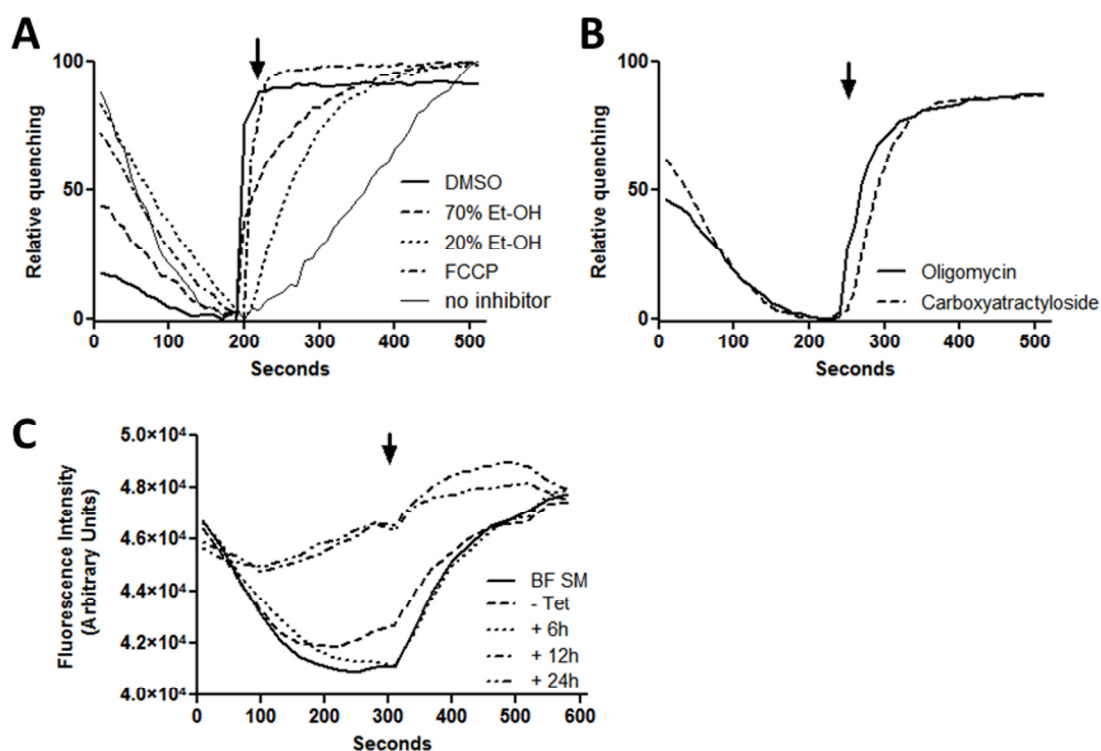 A
Relative quenching
100
50
0
0 100 200 300 400 500
Seconds
DMSO
70% Et-OH
20% Et-OH
FCCP
no inhibitor
B
Relative quenching
100
50
0
0 100 200 300 400 500
Seconds
Oligomycin
Carboxyatractyloside
C
Fluorescence Intensity
(Arbitrary Units)
5.0×10⁴
4.8×10⁴
4.6×10⁴
4.4×10⁴
4.2×10⁴
4.0×10⁴
0 100 200 300 400 500 600
Seconds
BF SM
- Tet
+ 6h
+ 12h
+ 24h